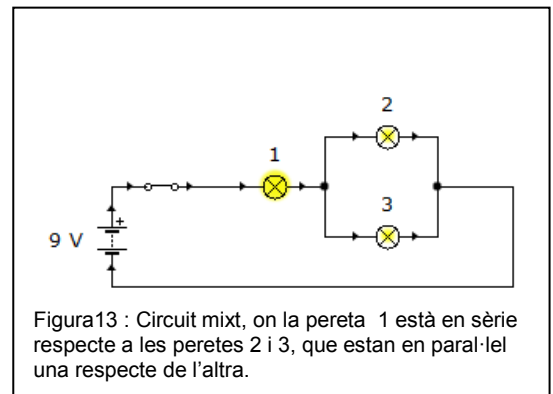 2
1
3
+
9 V
Figura13 : Circuit mixt, on la pereta  1 està en sèrie
respecte a les peretes 2 i 3, que estan en paral·lel
una respecte de l'altra.